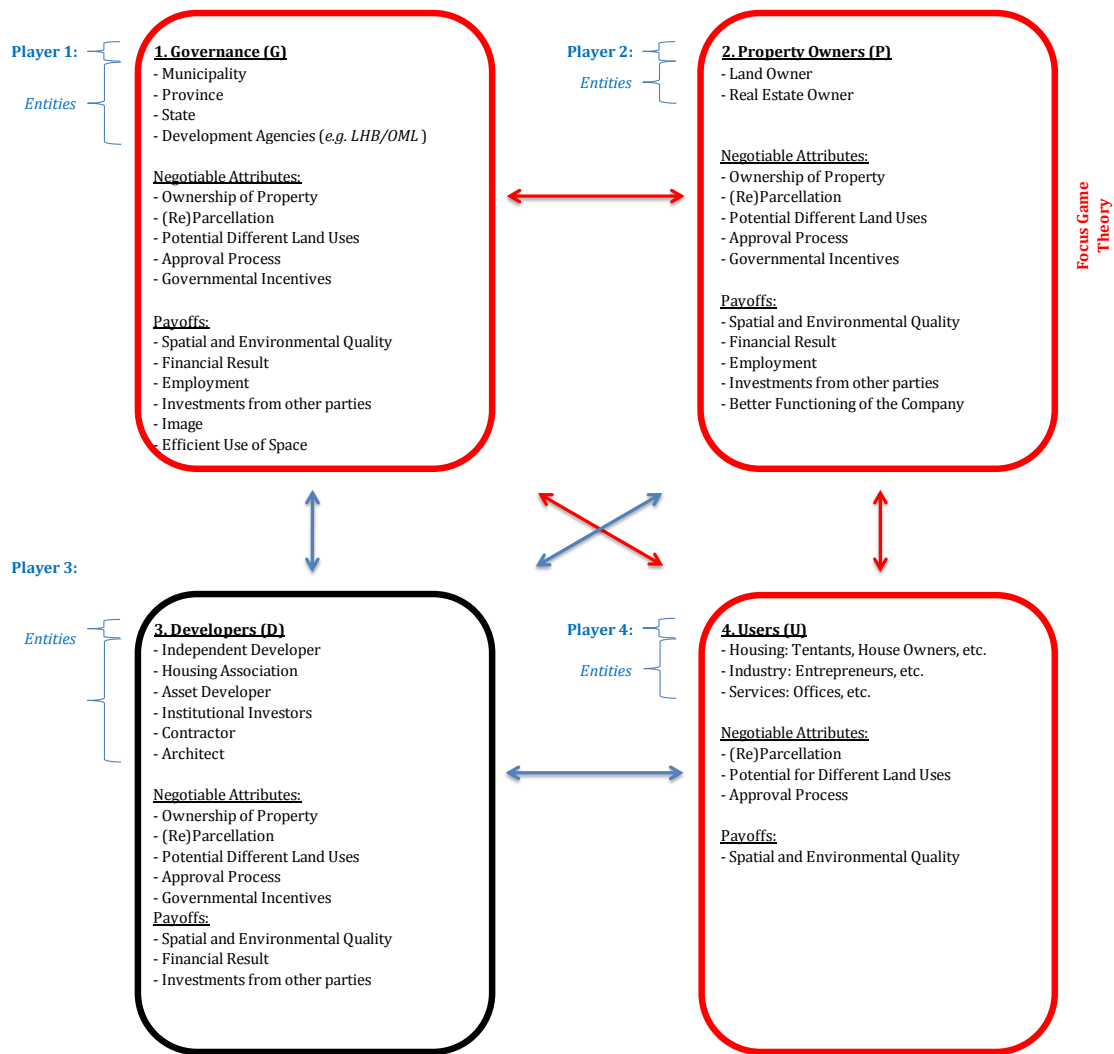 Player 1:
Entities
1. Governance (G)
- Municipality
- Province
- State
- Development Agencies (e.g. LHB/OML )
Negotiable Attributes:
- Ownership of Property
- (Re)Parcellation
- Potential Different Land Uses
- Approval Process
- Governmental Incentives
Payoffs:
- Spatial and Environmental Quality
- Financial Result
- Employment
- Investments from other parties
- Image
- Efficient Use of Space
Player 2:
Entities
2. Property Owners (P)
- Land Owner
- Real Estate Owner
Negotiable Attributes:
- Ownership of Property
- (Re)Parcellation
- Potential Different Land Uses
- Approval Process
- Governmental Incentives
Payoffs:
- Spatial and Environmental Quality
- Financial Result
- Employment
- Investments from other parties
- Better Functioning of the Company
Focus Game
Theory
Player 3:
Entities
3. Developers (D)
- Independent Developer
- Housing Association
- Asset Developer
- Institutional Investors
- Contractor
- Architect
Negotiable Attributes:
- Ownership of Property
- (Re)Parcellation
- Potential Different Land Uses
- Approval Process
- Governmental Incentives
Payoffs:
- Spatial and Environmental Quality
- Financial Result
- Investments from other parties
Player 4:
Entities
4. Users (U)
- Housing: Tentants, House Owners, etc.
- Industry: Entrepreneurs, etc.
- Services: Offices, etc.
Negotiable Attributes:
- (Re)Parcellation
- Potential for Different Land Uses
- Approval Process
Payoffs:
- Spatial and Environmental Quality